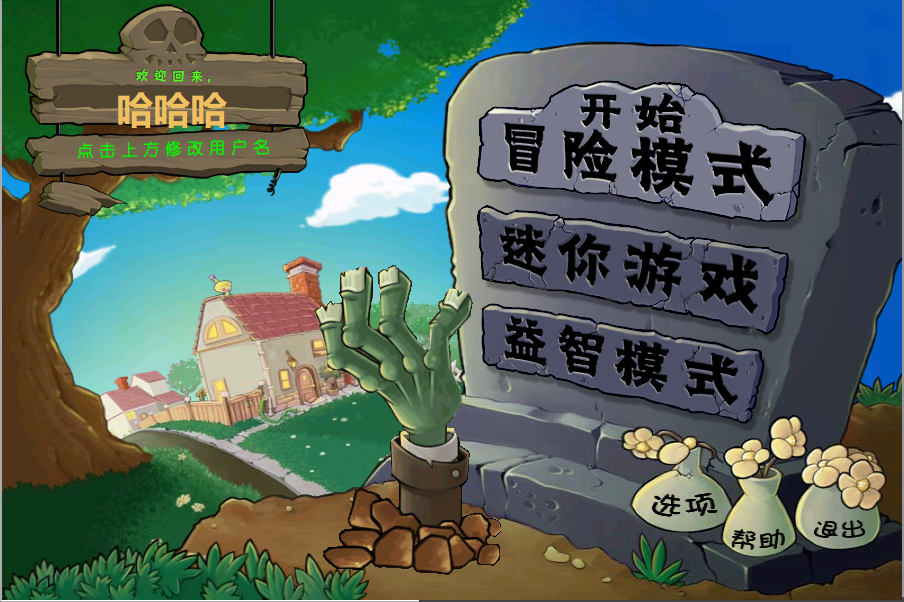 欢迎回来,
哈哈哈
点击上方修改用户名
开始
冒险模式
迷你游戏
益智模式
选项
帮助
退出